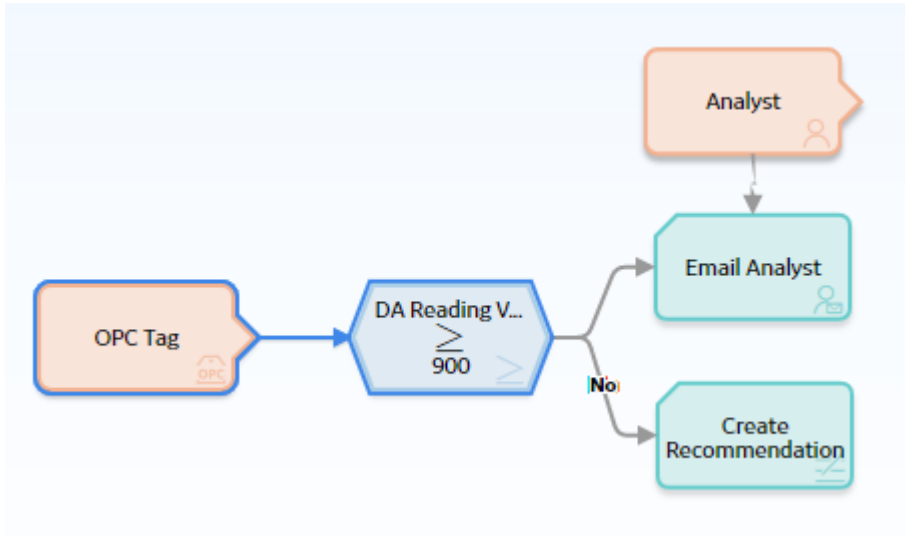 Analyst
Email Analyst
OPC Tag
OPC
DA Reading V...
≥
900
≥
No
Create
Recommendation